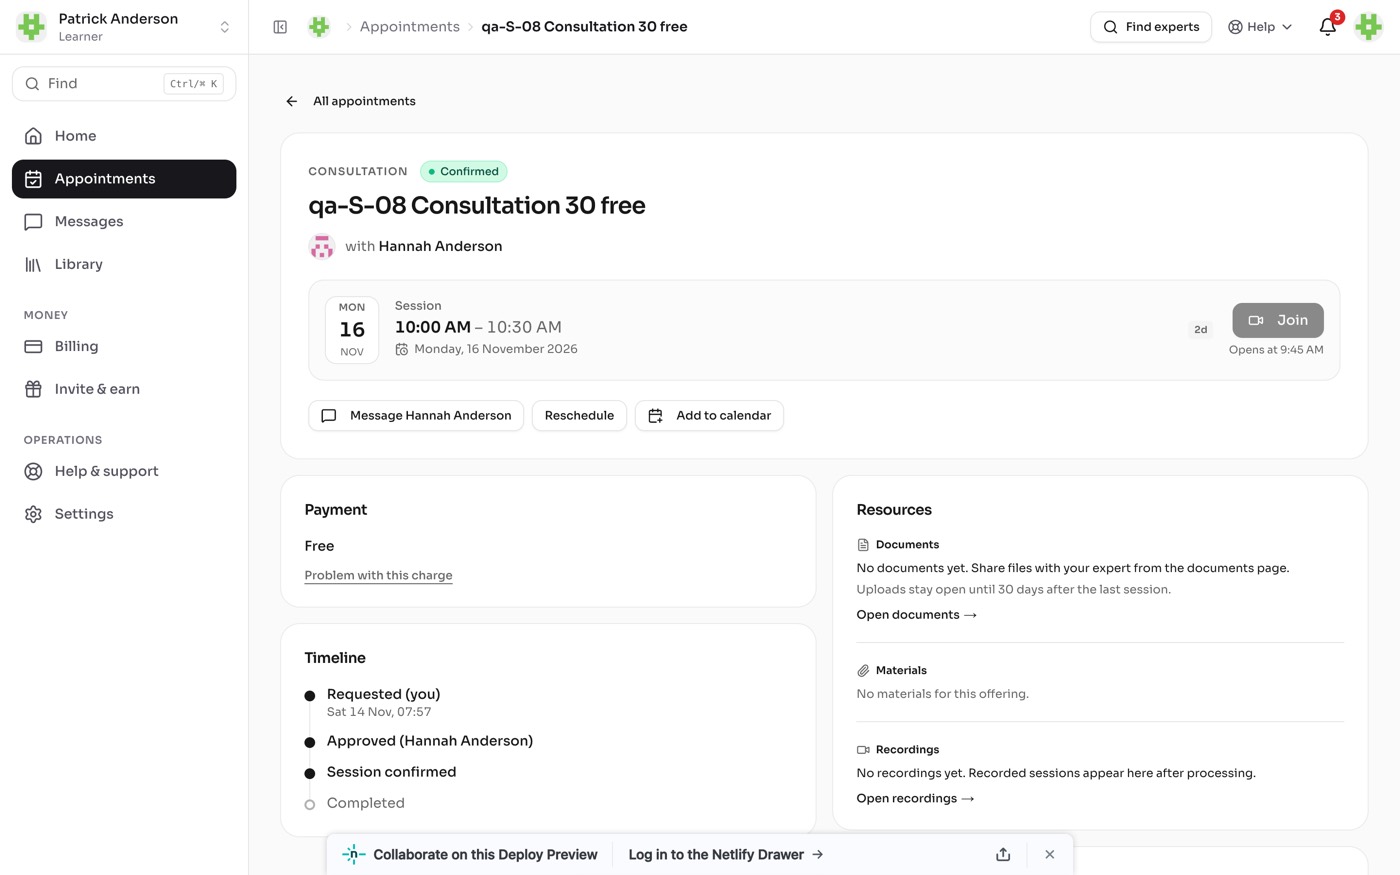 Patrick Anderson
Learner
Find
Ctrl/⌘ K
Home
Appointments
Messages
Library
MONEY
Billing
Invite & earn
OPERATIONS
Help & support
Settings
Appointments
qa-S-08 Consultation 30 free
Find experts
Help
3
All appointments
CONSULTATION
Confirmed
qa-S-08 Consultation 30 free
with Hannah Anderson
MON
16
NOV
Session
10:00 AM – 10:30 AM
Monday, 16 November 2026
2d
Join
Opens at 9:45 AM
Message Hannah Anderson
Reschedule
Add to calendar
Payment
Free
Problem with this charge
Timeline
Requested (you)
Sat 14 Nov, 07:57
Approved (Hannah Anderson)
Session confirmed
Completed
Resources
Documents
No documents yet. Share files with your expert from the documents page.
Uploads stay open until 30 days after the last session.
Open documents →
Materials
No materials for this offering.
Recordings
No recordings yet. Recorded sessions appear here after processing.
Open recordings →
Collaborate on this Deploy Preview
Log in to the Netlify Drawer →